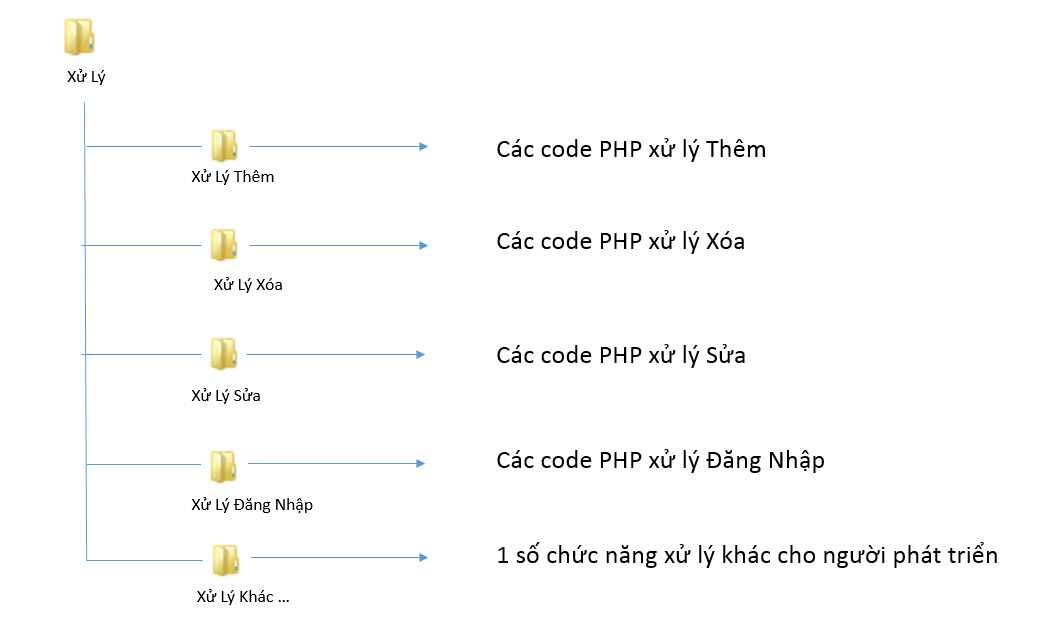 Xử Lý
Các code PHP xử lý Thêm
Xử Lý Thêm
Các code PHP xử lý Xóa
Xử Lý Xóa
Các code PHP xử lý Sửa
Xử Lý Sửa
Các code PHP xử lý Đăng Nhập
Xử Lý Đăng Nhập
1 số chức năng xử lý khác cho người phát triển
Xử Lý Khác ...